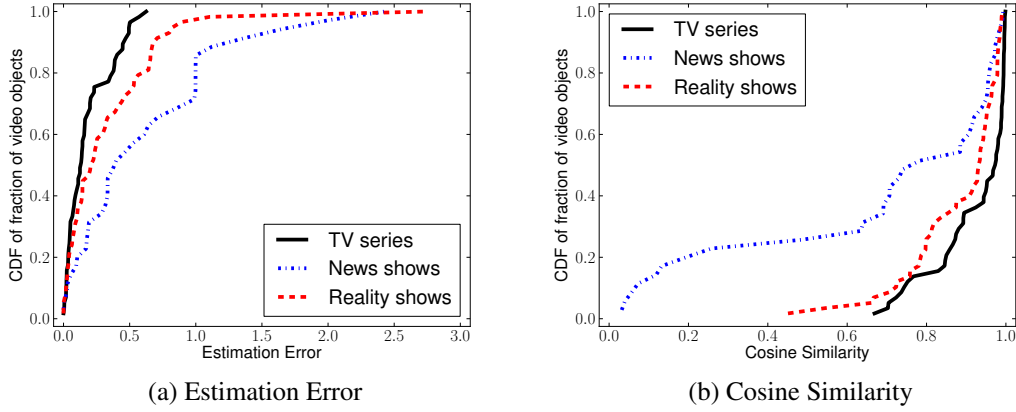 1.0
0.8
0.6
0.4
0.2
0.0
CDF of fraction of video objects
TV series
News shows
Reality shows
0.0 0.5 1.0 1.5 2.0 2.5 3.0
Estimation Error
(a) Estimation Error
1.0
0.8
0.6
0.4
0.2
0.0
CDF of fraction of video objects
TV series
News shows
Reality shows
0.0 0.2 0.4 0.6 0.8 1.0
Cosine Similarity
(b) Cosine Similarity